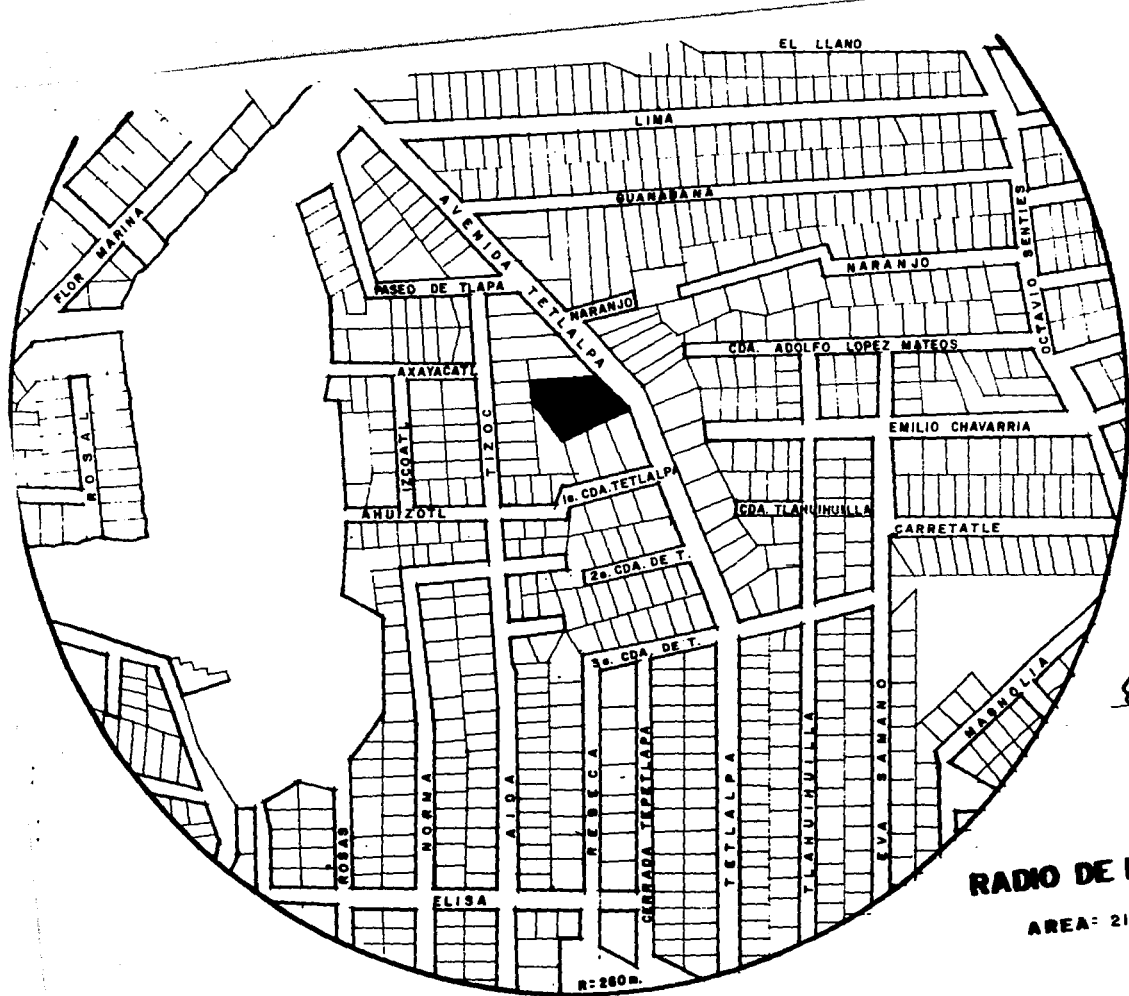 EL LLANO
LIMA
GUANABANA
AVENIDA TETLALPA
FLOR MARINA
OCTAVIO SENTIES
NARANJO
PASEO DE TLAPA
NARANJO
CDA. ADOLFO LOPEZ MATEOS
AXAYACATL
ROSAL
IZCOATL
TIZOC
EMILIO CHAVARRIA
1a. CDA. TETLALPA
AHUIZOTL
CDA. TLAHUIHUILLA
CARRETATLE
2a. CDA. DE T.
3a. CDA. DE T.
MAGNOLIA
ROSAS
NORMA
AIDA
REBECA
CERRADA TEPETLAPA
TETLALPA
TLAHUIHUILLA
EVA SAMANO
ELISA
RADIO DE
AREA= 21
R=260m.